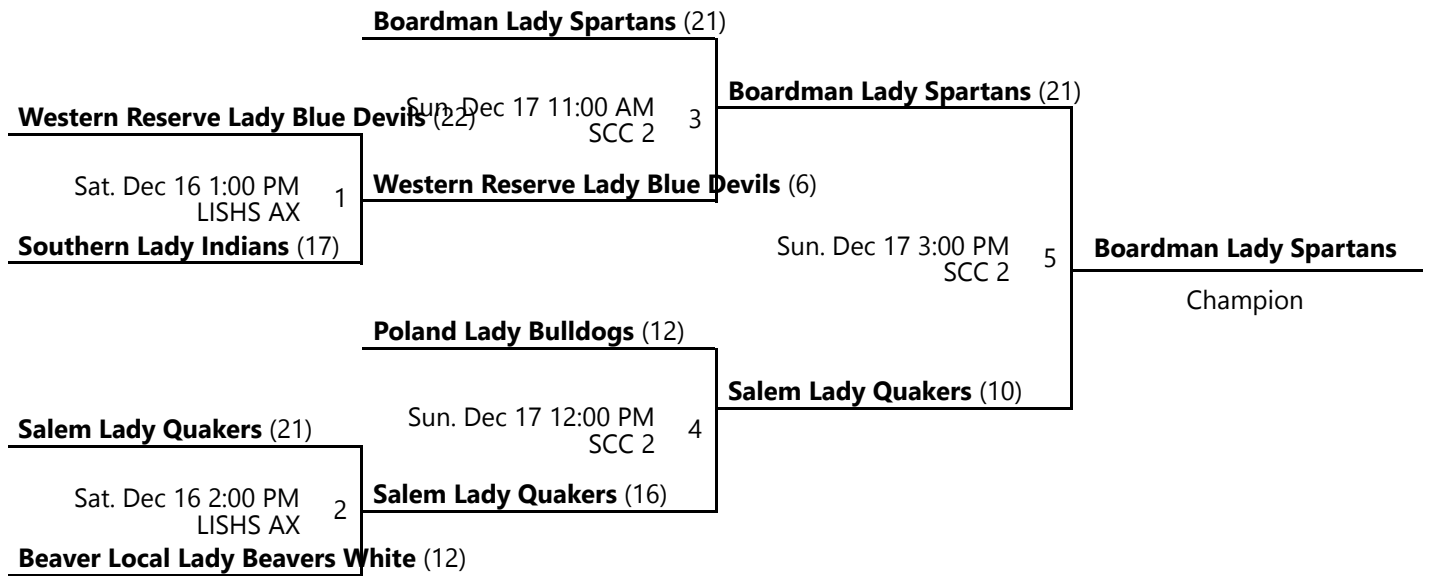 Boardman Lady Spartans (21)
Boardman Lady Spartans (21)
Sun. Dec 17 11:00 AM
Western Reserve Lady Blue Devils (22)
SCC 2
3
Sat. Dec 16 1:00 PM
1
Western Reserve Lady Blue Devils (6)
LISHS AX
Southern Lady Indians (17)
Sun. Dec 17 3:00 PM
5
Boardman Lady Spartans
SCC 2
Champion
Poland Lady Bulldogs (12)
Salem Lady Quakers (10)
Sun. Dec 17 12:00 PM
4
SCC 2
Salem Lady Quakers (21)
Sat. Dec 16 2:00 PM
2
Salem Lady Quakers (16)
LISHS AX
Beaver Local Lady Beavers White (12)